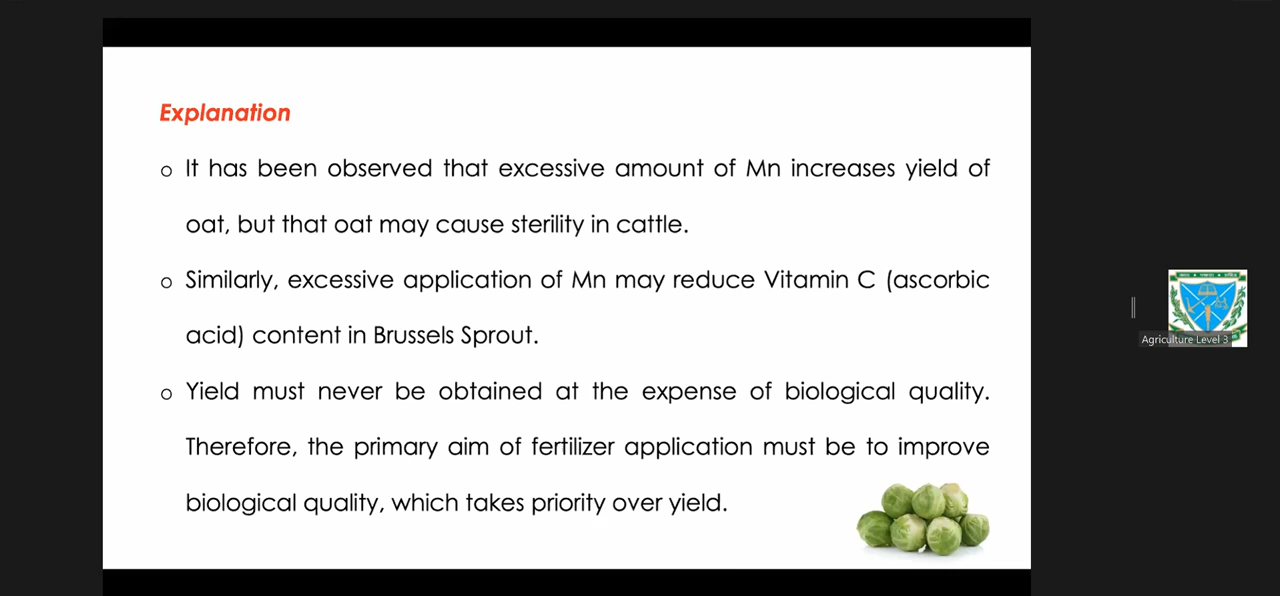 Explanation
o It has been observed that excessive amount of Mn increases yield of
oat, but that oat may cause sterility in cattle.
o Similarly, excessive application of Mn may reduce Vitamin C (ascorbic
acid) content in Brussels Sprout.
o Yield must never be obtained at the expense of biological quality.
Therefore, the primary aim of fertilizer application must be to improve
biological quality, which takes priority over yield.
Agriculture Level 3